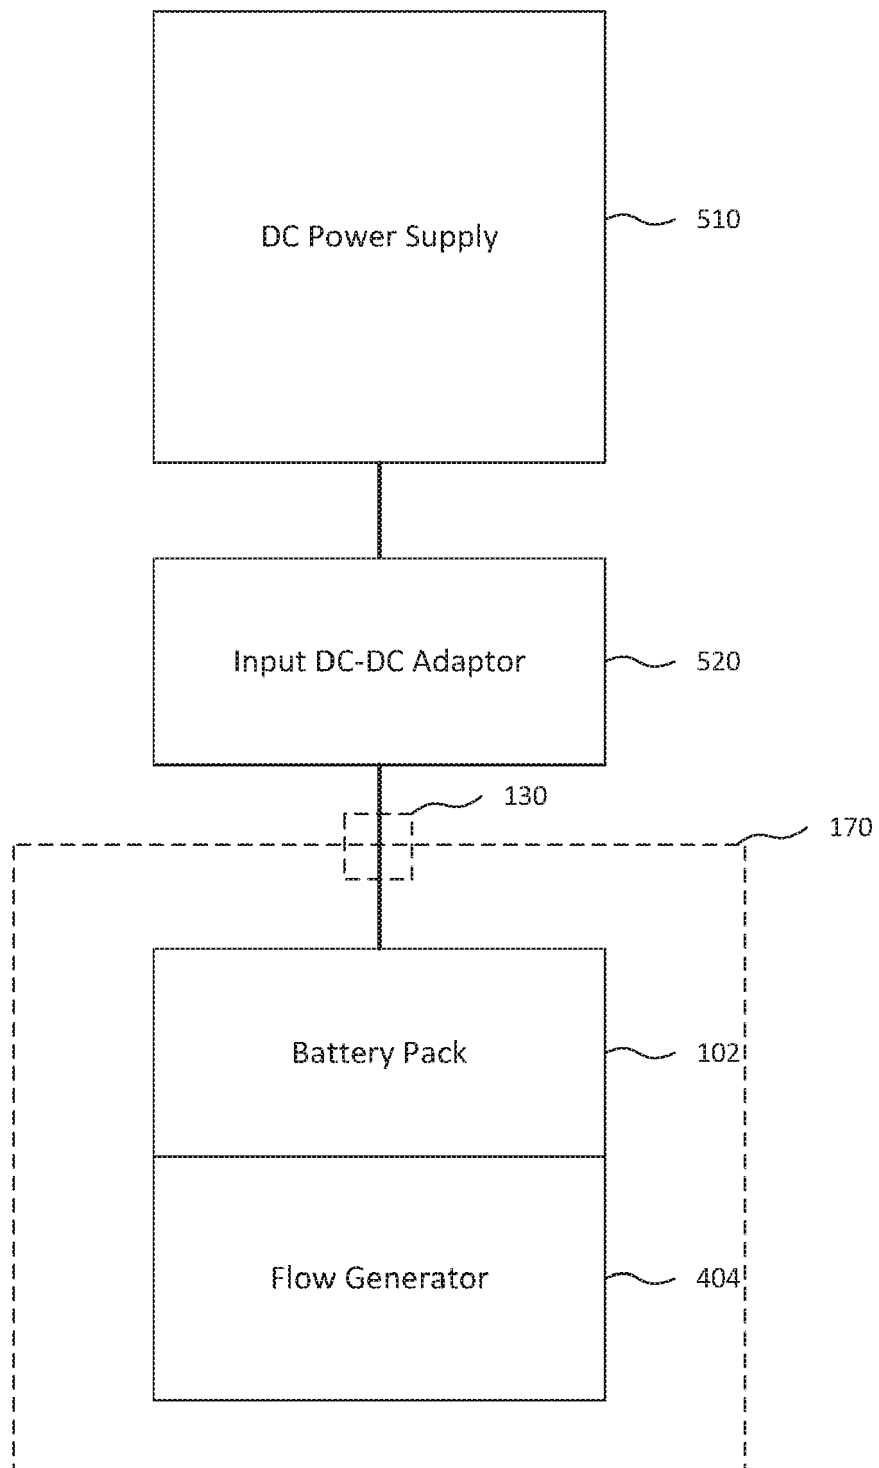 DC Power Supply
510
Input DC-DC Adaptor
520
130
170
Battery Pack
102
Flow Generator
404